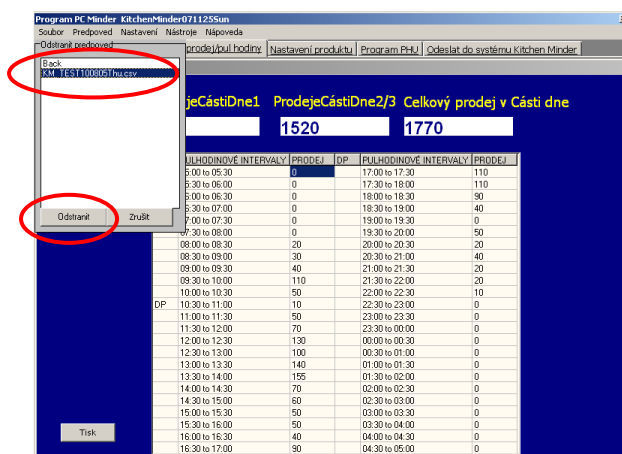 Program PC Minder KitchenMinder071125Sun
Soubor Predpoved Nastavení Nástroje Nápoveda
Odstranit predpoved
prodej/pul hodiny Nastavení produktu Program PHU Odeslat do systému Kitchen Minder
Back
KM_TEST100805Thu.csv
jeCástiDne1 ProdejeCástiDne2/3 Celkový prodej v Cásti dne
1520 1770
PULHODINOVÉ INTERVALY PRODEJ DP PULHODINOVÉ INTERVALY PRODEJ
5:00 to 05:30 0 17:00 to 17:30 110
5:30 to 06:00 0 17:30 to 18:00 110
6:00 to 06:30 0 18:00 to 18:30 90
6:30 to 07:00 0 18:30 to 19:00 40
7:00 to 07:30 0 19:00 to 19:30 0
7:30 to 08:00 0 19:30 to 20:00 50
Odstranit Zrušit
08:00 to 08:30 20 20:00 to 20:30 20
08:30 to 09:00 30 20:30 to 21:00 40
09:00 to 09:30 40 21:00 to 21:30 20
09:30 to 10:00 110 21:30 to 22:00 20
10:00 to 10:30 50 22:00 to 22:30 10
DP 10:30 to 11:00 10 22:30 to 23:00 0
11:00 to 11:30 50 23:00 to 23:30 0
11:30 to 12:00 70 23:30 to 00:00 0
12:00 to 12:30 130 00:00 to 00:30 0
12:30 to 13:00 100 00:30 to 01:00 0
13:00 to 13:30 140 01:00 to 01:30 0
13:30 to 14:00 155 01:30 to 02:00 0
14:00 to 14:30 70 02:00 to 02:30 0
14:30 to 15:00 60 02:30 to 03:00 0
15:00 to 15:30 50 03:00 to 03:30 0
15:30 to 16:00 50 03:30 to 04:00 0
16:00 to 16:30 40 04:00 to 04:30 0
16:30 to 17:00 90 04:30 to 05:00 0
Tisk